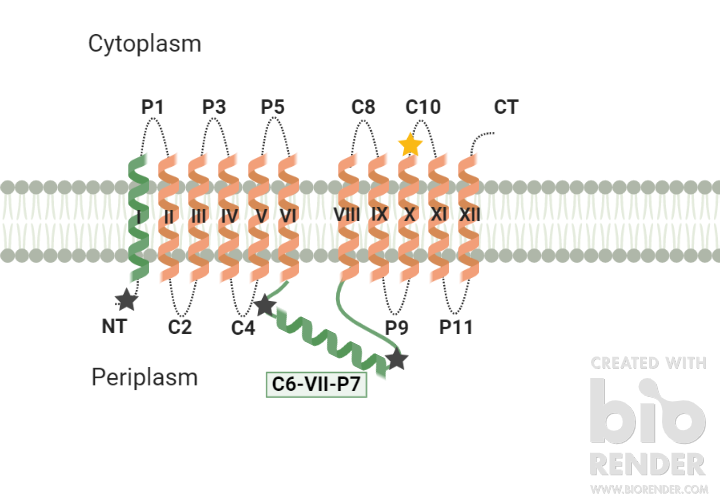 Cytoplasm
P1 P3 P5 C8 C10 CT
I II III IV V VI VIII IX X XI XII
NT C2 C4 P9 P11
Periplasm
C6-VII-P7
CREATED WITH
bio
RENDER
WWW.BIORENDER.COM